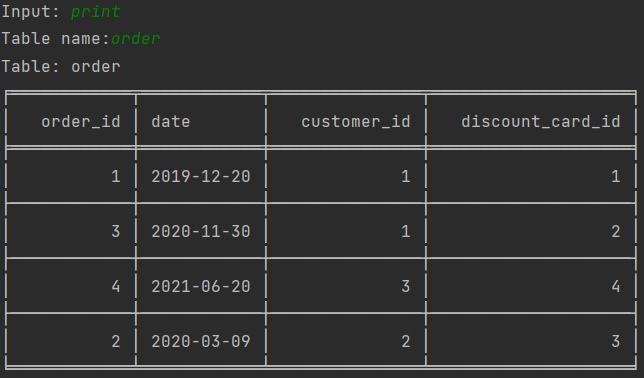 Input: print
Table name:order
Table: order
order_id date customer_id discount_card_id
1 2019-12-20 1 1
3 2020-11-30 1 2
4 2021-06-20 3 4
2 2020-03-09 2 3